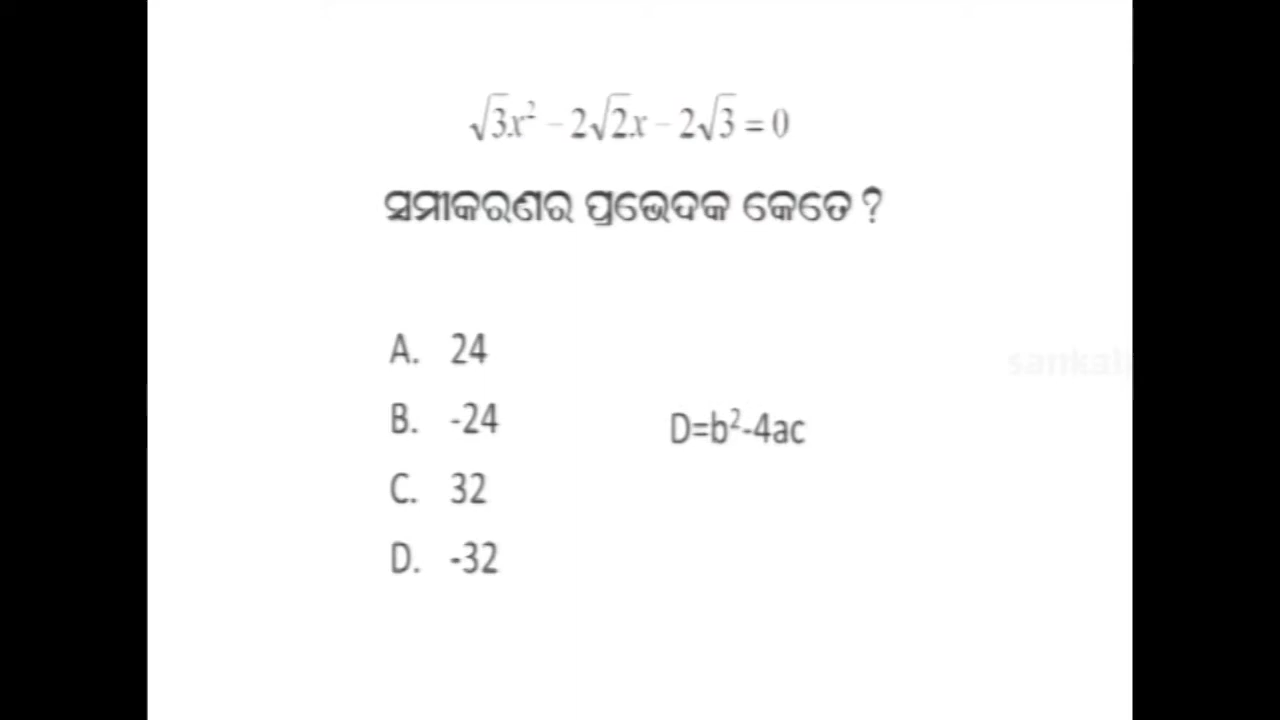 √3x² − 2√2x − 2√3 = 0
ସମୀକରଣର ପ୍ରଭେଦକ କେତେ ?
A. 24
B. -24
D=b²-4ac
C. 32
D. -32